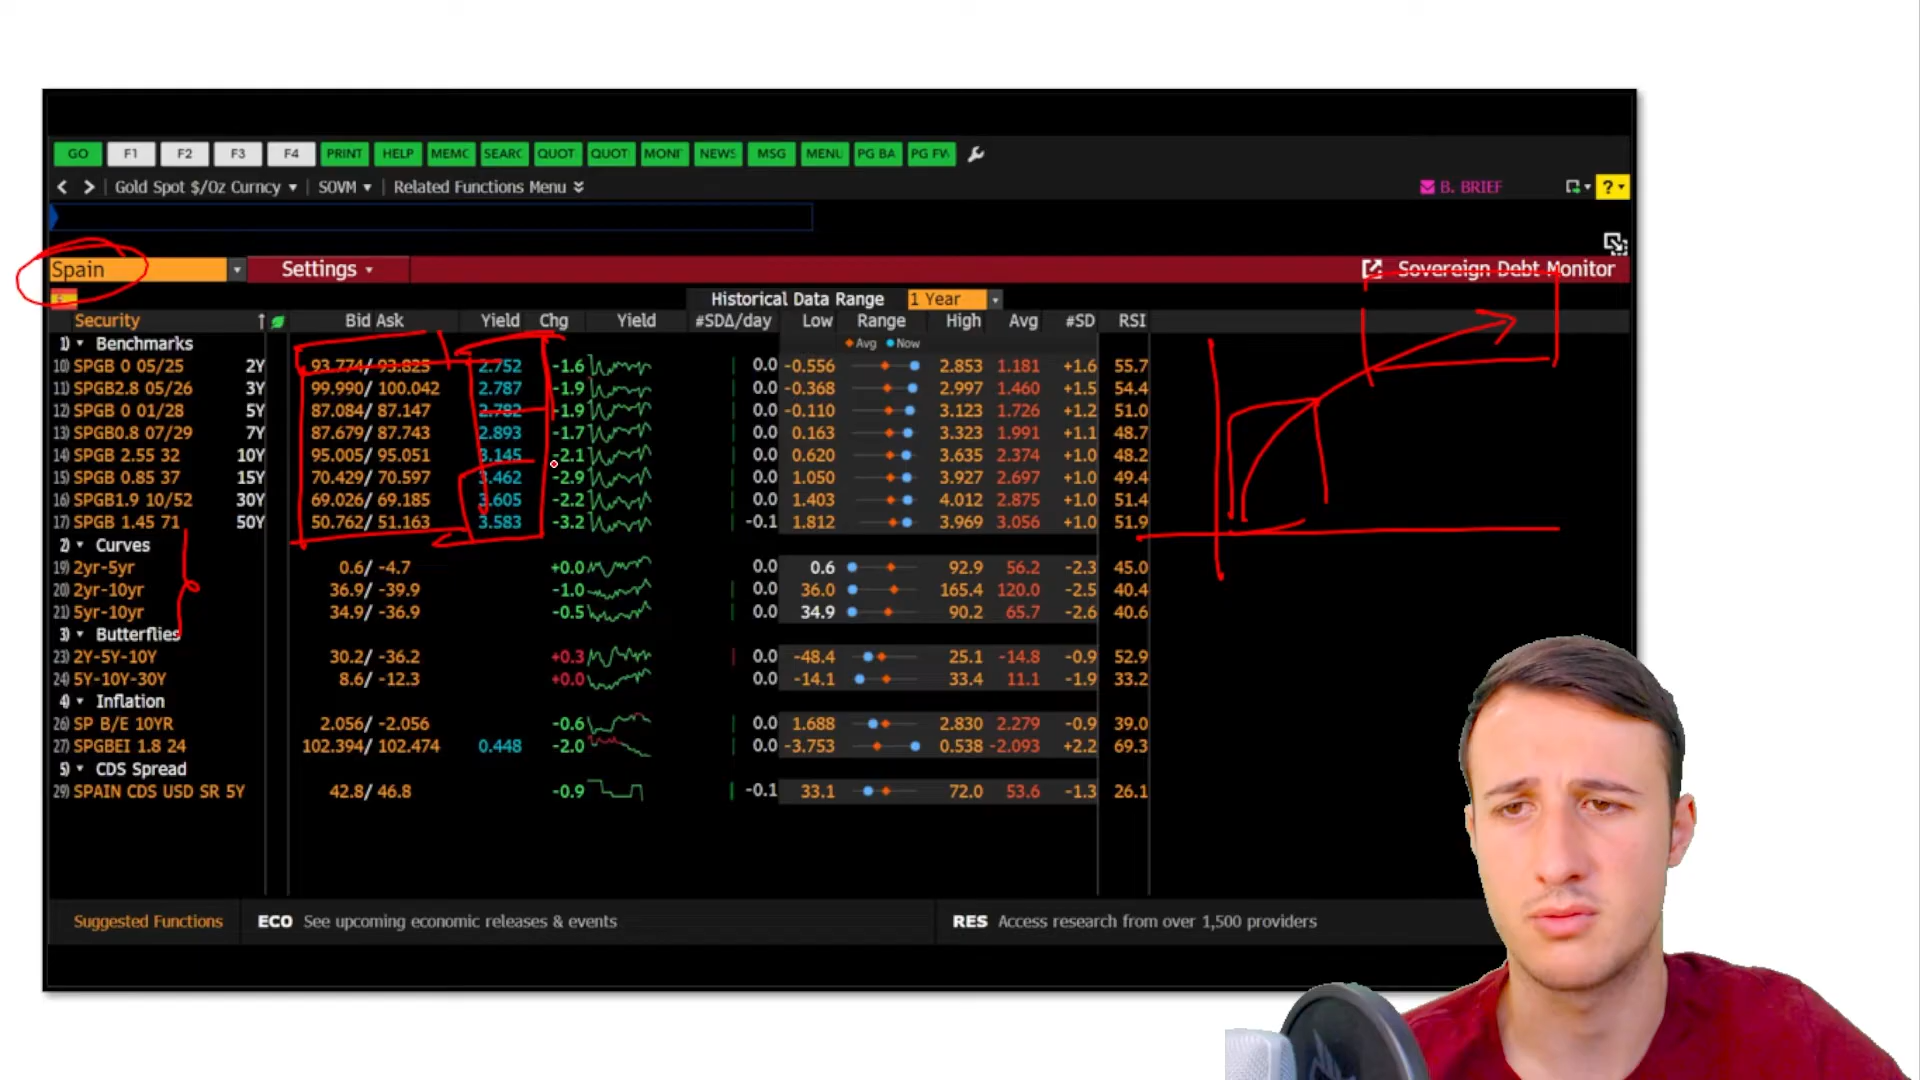 GO F1 F2 F3 F4 PRINT HELP MEMC SEARC QUOT QUOT MONI NEWS MSG MENU PG BA PG FW
Gold Spot $/Oz Curncy SOVM Related Functions Menu B. BRIEF ?
Spain Settings Sovereign Debt Monitor
Historical Data Range 1 Year
Security Bid Ask Yield Chg Yield #SDΔ/day Low Range High Avg #SD RSI
1) Benchmarks Avg Now
10) SPGB 0 05/25 2Y 93.774/ 93.825 2.752 -1.6 0.0 -0.556 2.853 1.181 +1.6 55.7
11) SPGB2.8 05/26 3Y 99.990/ 100.042 2.787 -1.9 0.0 -0.368 2.997 1.460 +1.5 54.4
12) SPGB 0 01/28 5Y 87.084/ 87.147 2.782 -1.9 0.0 -0.110 3.123 1.726 +1.2 51.0
13) SPGB0.8 07/29 7Y 87.679/ 87.743 2.893 -1.7 0.0 0.163 3.323 1.991 +1.1 48.7
14) SPGB 2.55 32 10Y 95.005/ 95.051 3.145 -2.1 0.0 0.620 3.635 2.374 +1.0 48.2
15) SPGB 0.85 37 15Y 70.429/ 70.597 3.462 -2.9 0.0 1.050 3.927 2.697 +1.0 49.4
16) SPGB1.9 10/52 30Y 69.026/ 69.185 3.605 -2.2 0.0 1.403 4.012 2.875 +1.0 51.4
17) SPGB 1.45 71 50Y 50.762/ 51.163 3.583 -3.2 -0.1 1.812 3.969 3.056 +1.0 51.9
2) Curves
19) 2yr-5yr 0.6/ -4.7 +0.0 0.0 0.6 92.9 56.2 -2.3 45.0
20) 2yr-10yr 36.9/ -39.9 -1.0 0.0 36.0 165.4 120.0 -2.5 40.4
21) 5yr-10yr 34.9/ -36.9 -0.5 0.0 34.9 90.2 65.7 -2.6 40.6
3) Butterflies
23) 2Y-5Y-10Y 30.2/ -36.2 +0.3 0.0 -48.4 25.1 -14.8 -0.9 52.9
24) 5Y-10Y-30Y 8.6/ -12.3 +0.0 0.0 -14.1 33.4 11.1 -1.9 33.2
4) Inflation
26) SP B/E 10YR 2.056/ -2.056 -0.6 0.0 1.688 2.830 2.279 -0.9 39.0
27) SPGBEI 1.8 24 102.394/ 102.474 0.448 -2.0 0.0 -3.753 0.538 -2.093 +2.2 69.3
5) CDS Spread
29) SPAIN CDS USD SR 5Y 42.8/ 46.8 -0.9 -0.1 33.1 72.0 53.6 -1.3 26.1
Suggested Functions ECO See upcoming economic releases & events RES Access research from over 1,500 providers